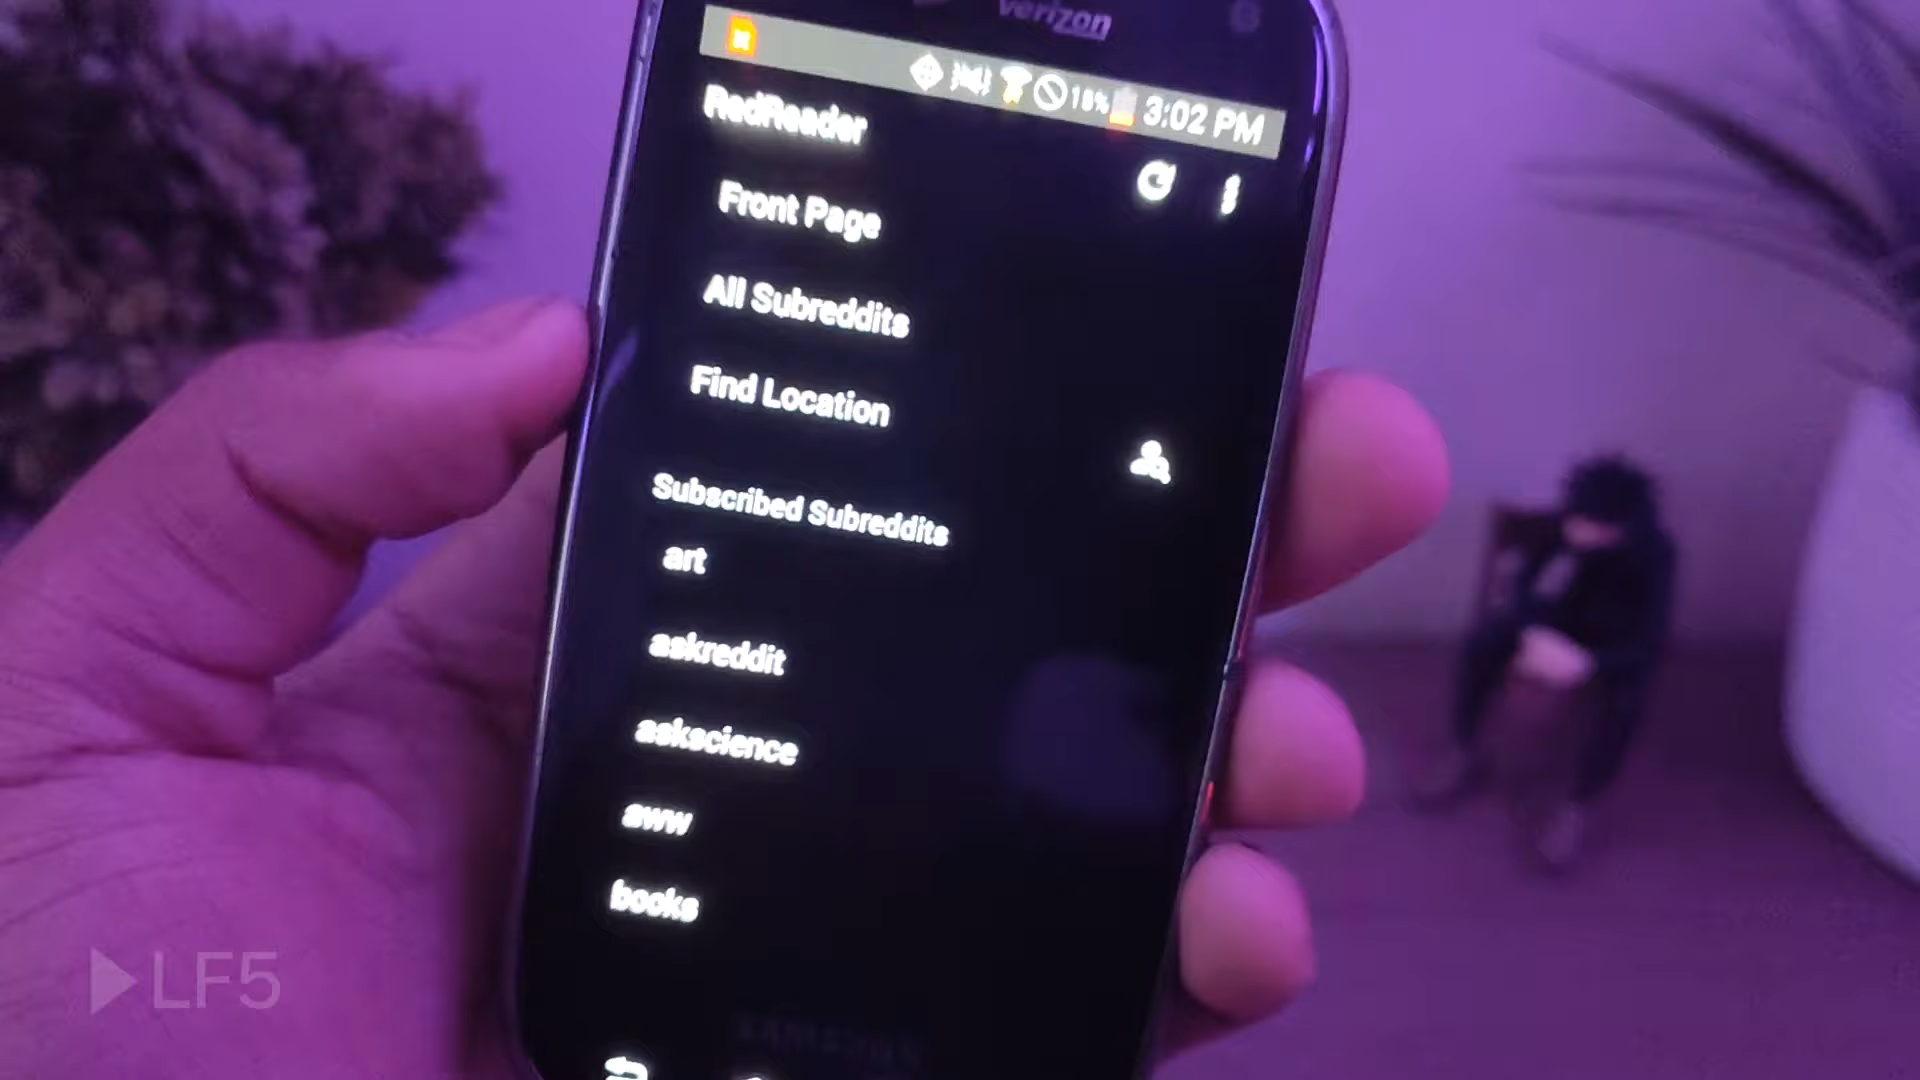 verizon
18% 3:02 PM
RedReader
Front Page
All Subreddits
Find Location
Subscribed Subreddits
art
askreddit
askscience
aww
books
LF5
SAMSUNG